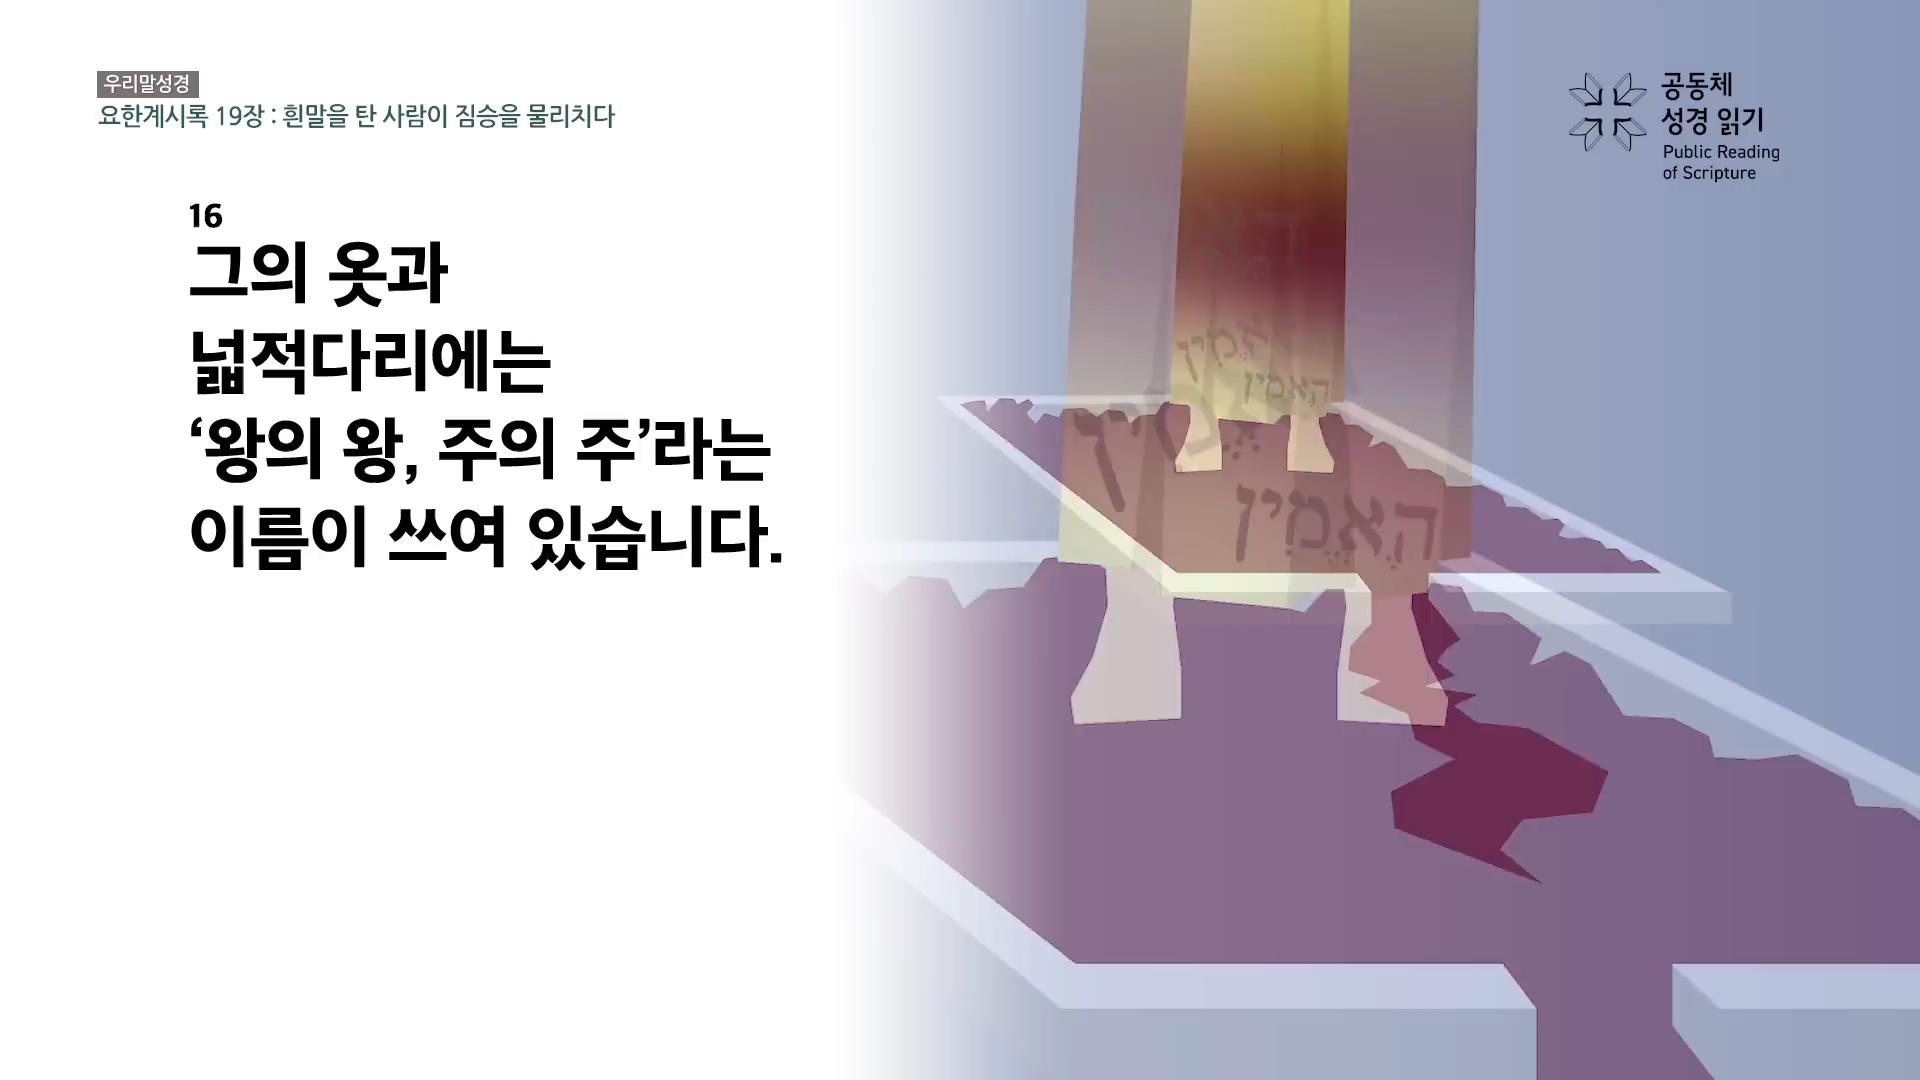 우리말성경
요한계시록 19장 : 흰말을 탄 사람이 짐승을 물리치다
공동체
성경 읽기
Public Reading
of Scripture
16
그의 옷과
넓적다리에는
‘왕의 왕, 주의 주’라는
이름이 쓰여 있습니다.
הֶאֱמִין
הֶאֱמִין